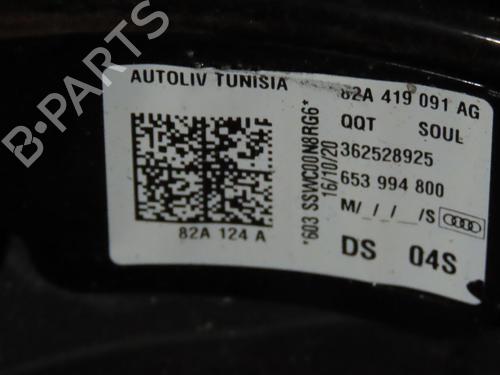 B-PARTS
AUTOLIV TUNISIA
82A 419 091 AG
QQT SOUL
362528925
653 994 800
M/_/_/__/S
DS 04S
82A 124 A
*603 SSWC00N8RG6*
16/10/20